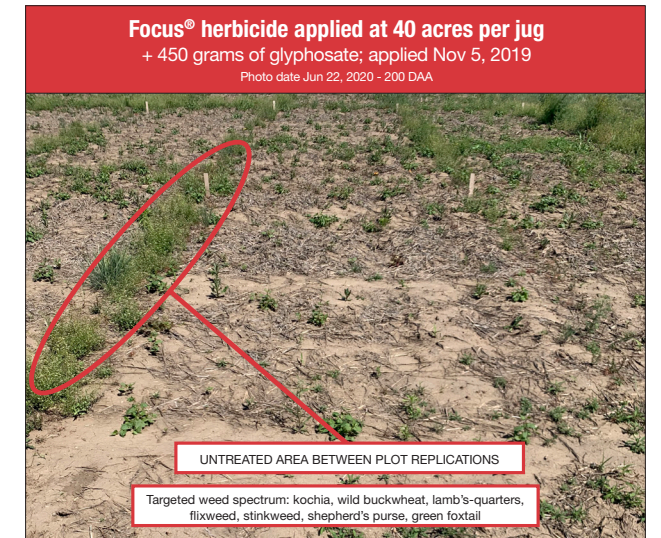 Focus® herbicide applied at 40 acres per jug
+ 450 grams of glyphosate; applied Nov 5, 2019
Photo date Jun 22, 2020 - 200 DAA
UNTREATED AREA BETWEEN PLOT REPLICATIONS
Targeted weed spectrum: kochia, wild buckwheat, lamb's-quarters,
flixweed, stinkweed, shepherd's purse, green foxtail